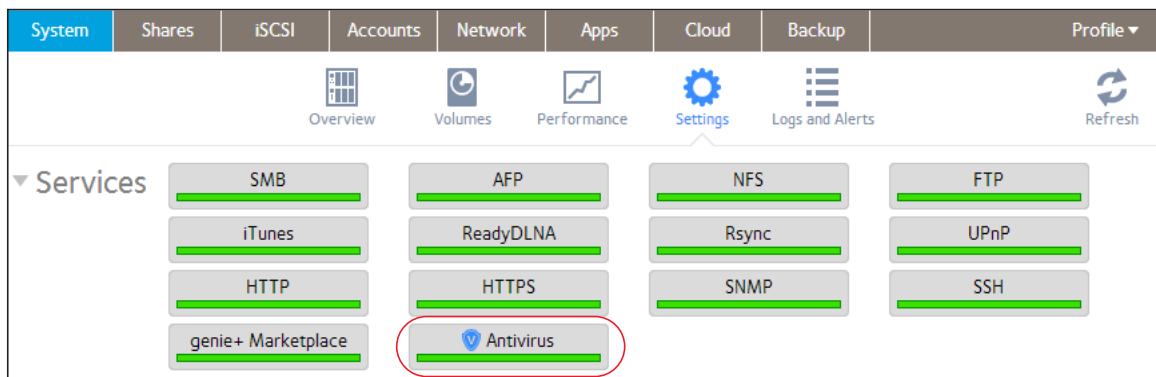 System Shares iSCSI Accounts Network Apps Cloud Backup Profile
Overview Volumes Performance Settings Logs and Alerts Refresh
Services SMB AFP NFS FTP
iTunes ReadyDLNA Rsync UPnP
HTTP HTTPS SNMP SSH
genie+ Marketplace V Antivirus